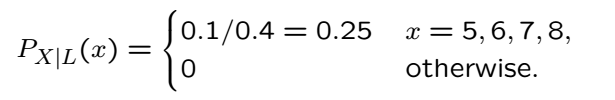 P_{X|L}(x) = { 0.1/0.4 = 0.25  x = 5, 6, 7, 8,
0  otherwise.